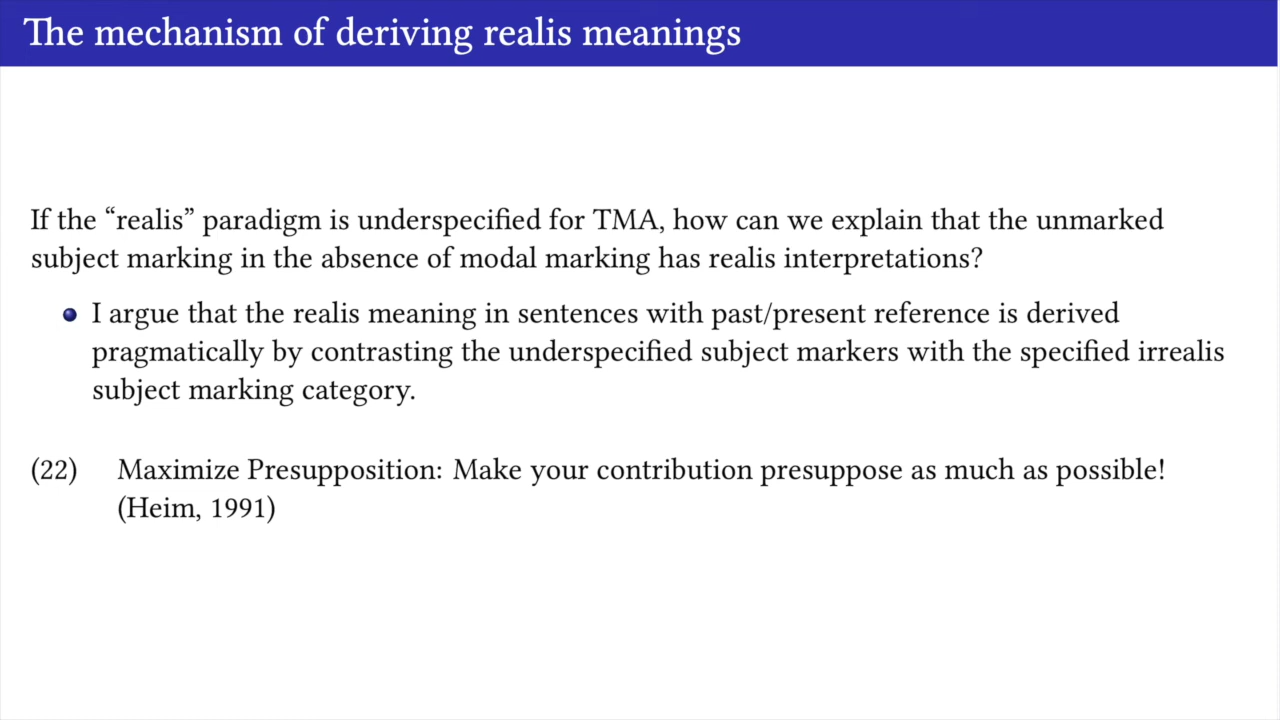 The mechanism of deriving realis meanings
If the “realis” paradigm is underspecified for TMA, how can we explain that the unmarked
subject marking in the absence of modal marking has realis interpretations?
I argue that the realis meaning in sentences with past/present reference is derived
pragmatically by contrasting the underspecified subject markers with the specified irrealis
subject marking category.
(22) Maximize Presupposition: Make your contribution presuppose as much as possible!
(Heim, 1991)